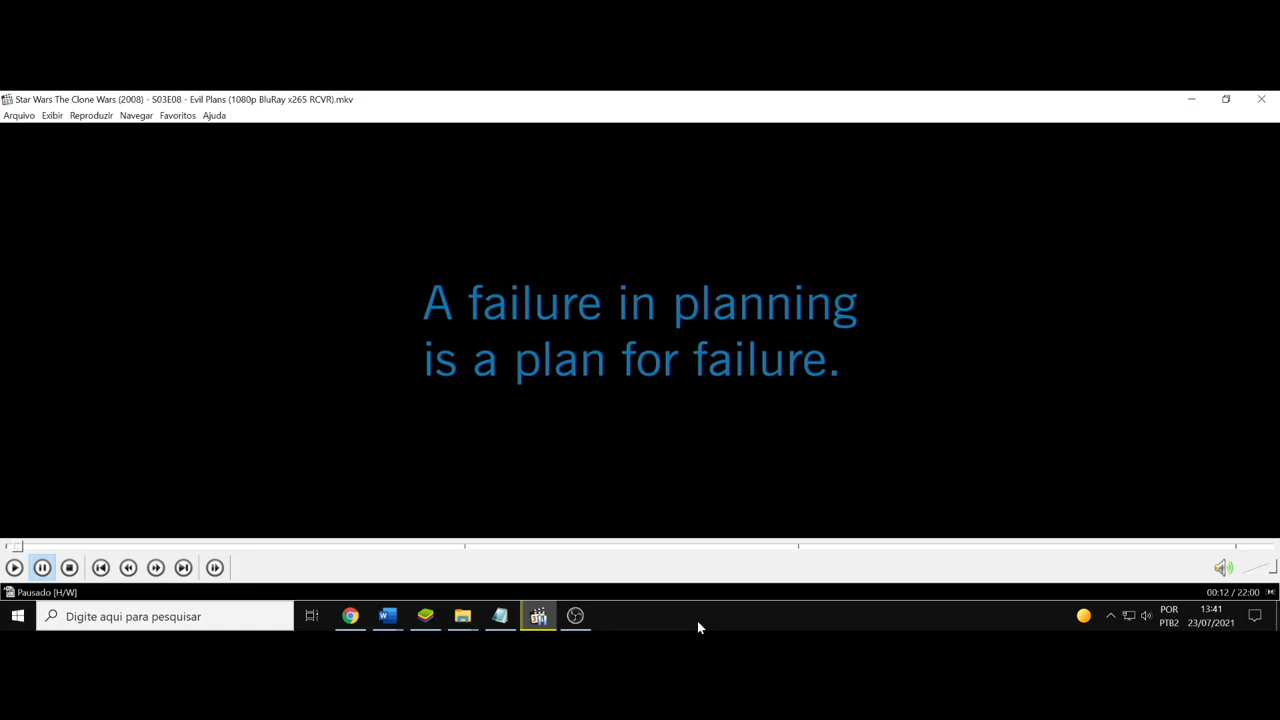 Star Wars The Clone Wars (2008) - S03E08 - Evil Plans (1080p BluRay x265 RCVR).mkv
Arquivo Exibir Reproduzir Navegar Favoritos Ajuda
A failure in planning
is a plan for failure.
Pausado [H/W]
00:12 / 22:00
Digite aqui para pesquisar
POR
PTB2
13:41
23/07/2021